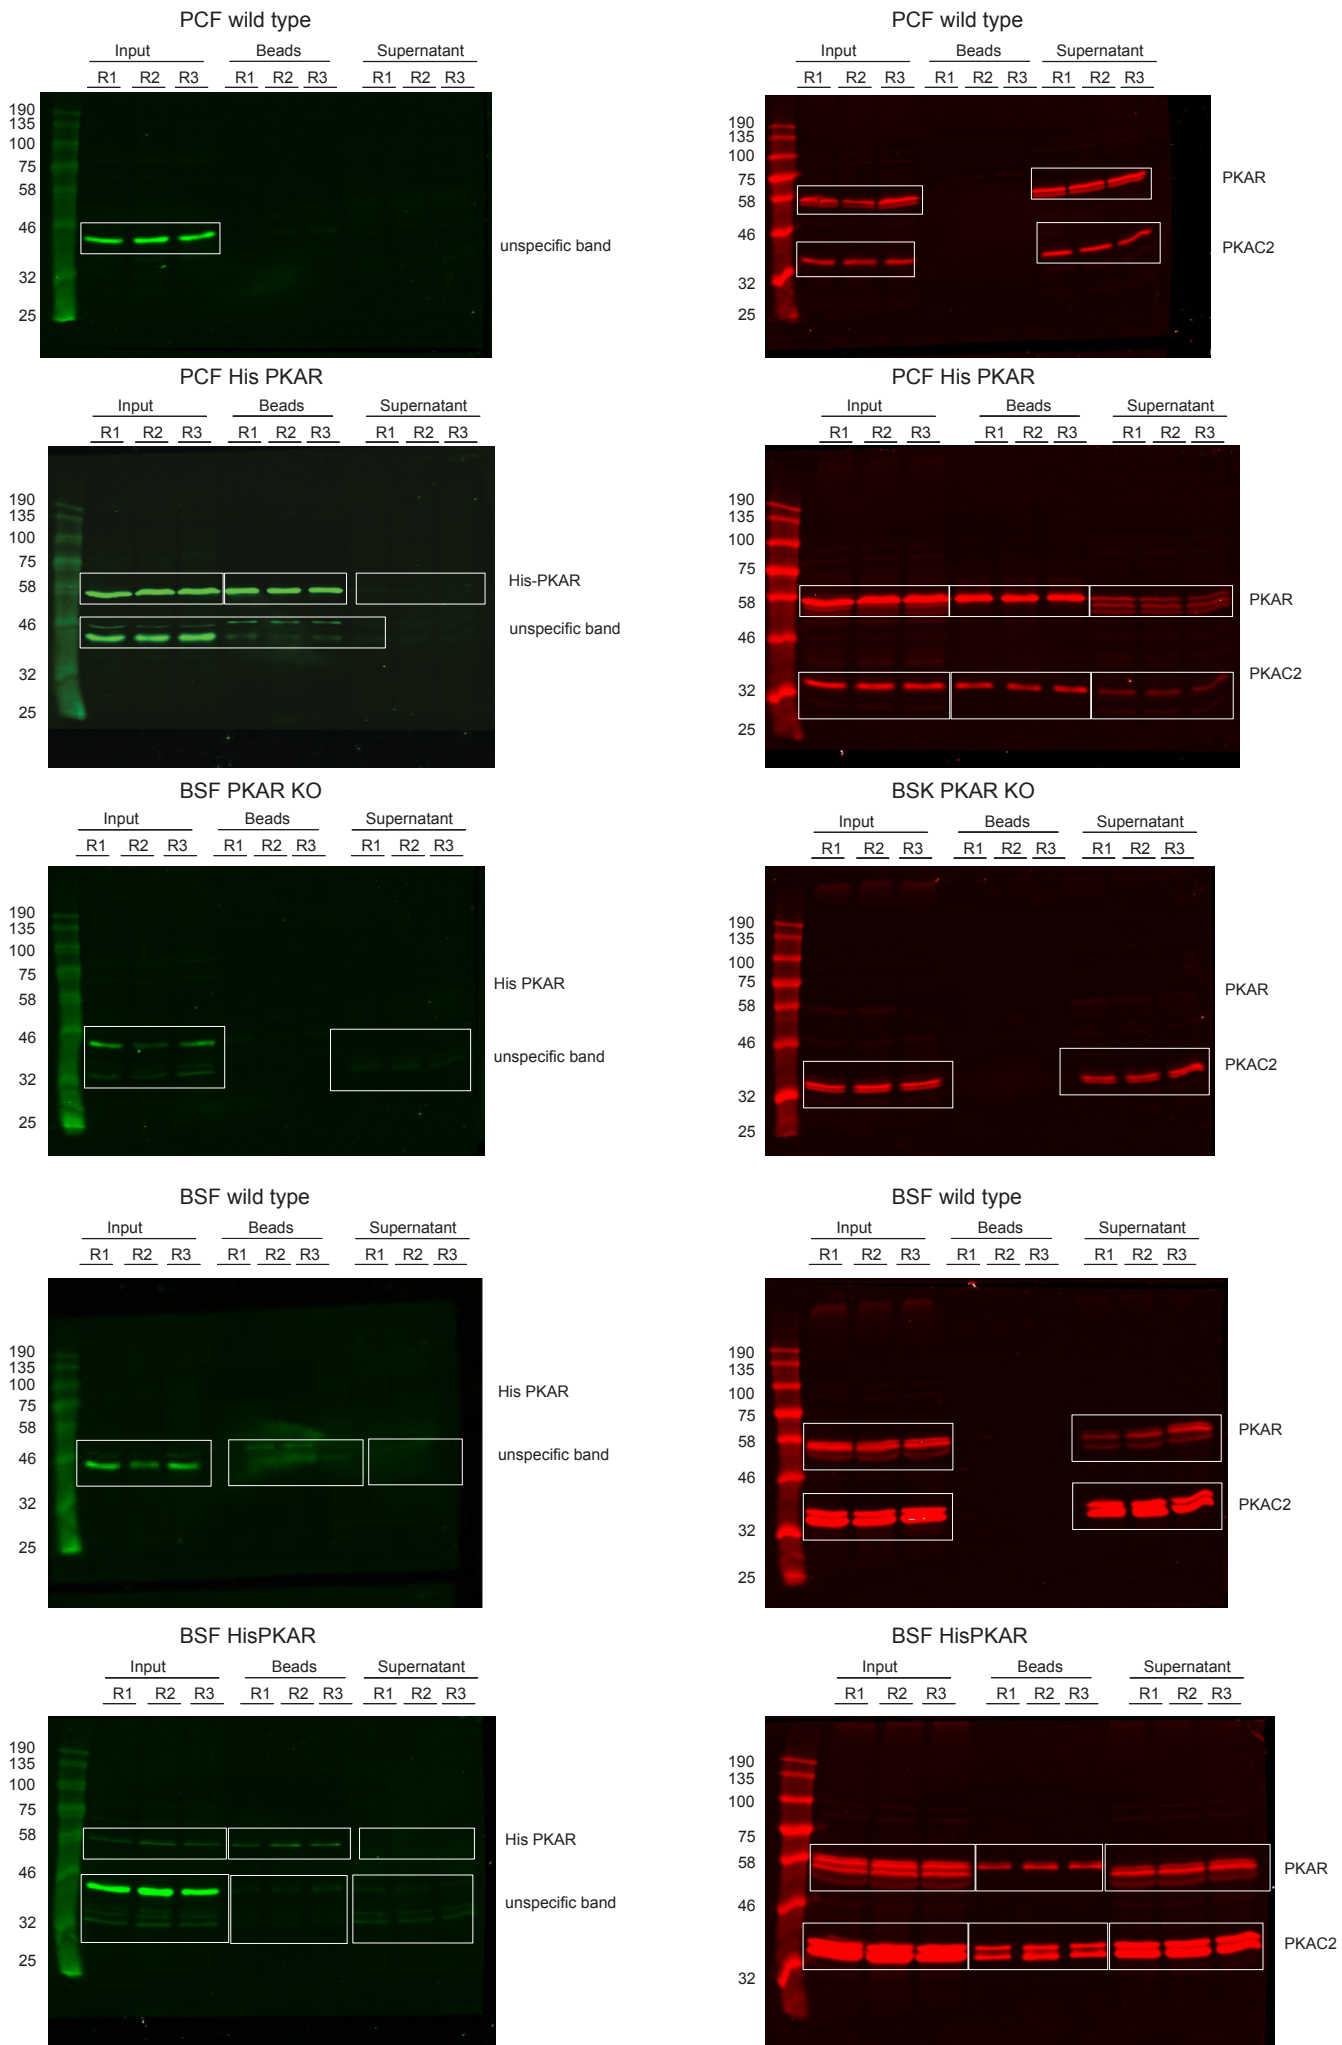 PCF wild type
Input Beads Supernatant
R1 R2 R3 R1 R2 R3 R1 R2 R3
190
135
100
75
58
46
32
25
unspecific band
PCF wild type
Input Beads Supernatant
R1 R2 R3 R1 R2 R3 R1 R2 R3
190
135
100
75
58
46
32
25
PKAR
PKAC2
PCF His PKAR
Input Beads Supernatant
R1 R2 R3 R1 R2 R3 R1 R2 R3
190
135
100
75
58
46
32
25
His-PKAR
unspecific band
PCF His PKAR
Input Beads Supernatant
R1 R2 R3 R1 R2 R3 R1 R2 R3
190
135
100
75
58
46
32
25
PKAR
PKAC2
BSF PKAR KO
Input Beads Supernatant
R1 R2 R3 R1 R2 R3 R1 R2 R3
190
135
100
75
58
46
32
25
His PKAR
unspecific band
BSK PKAR KO
Input Beads Supernatant
R1 R2 R3 R1 R2 R3 R1 R2 R3
190
135
100
75
58
46
32
25
PKAR
PKAC2
BSF wild type
Input Beads Supernatant
R1 R2 R3 R1 R2 R3 R1 R2 R3
190
135
100
75
58
46
32
25
His PKAR
unspecific band
BSF wild type
Input Beads Supernatant
R1 R2 R3 R1 R2 R3 R1 R2 R3
190
135
100
75
58
46
32
25
PKAR
PKAC2
BSF HisPKAR
Input Beads Supernatant
R1 R2 R3 R1 R2 R3 R1 R2 R3
190
135
100
75
58
46
32
25
His PKAR
unspecific band
BSF HisPKAR
Input Beads Supernatant
R1 R2 R3 R1 R2 R3 R1 R2 R3
190
135
100
75
58
46
32
PKAR
PKAC2